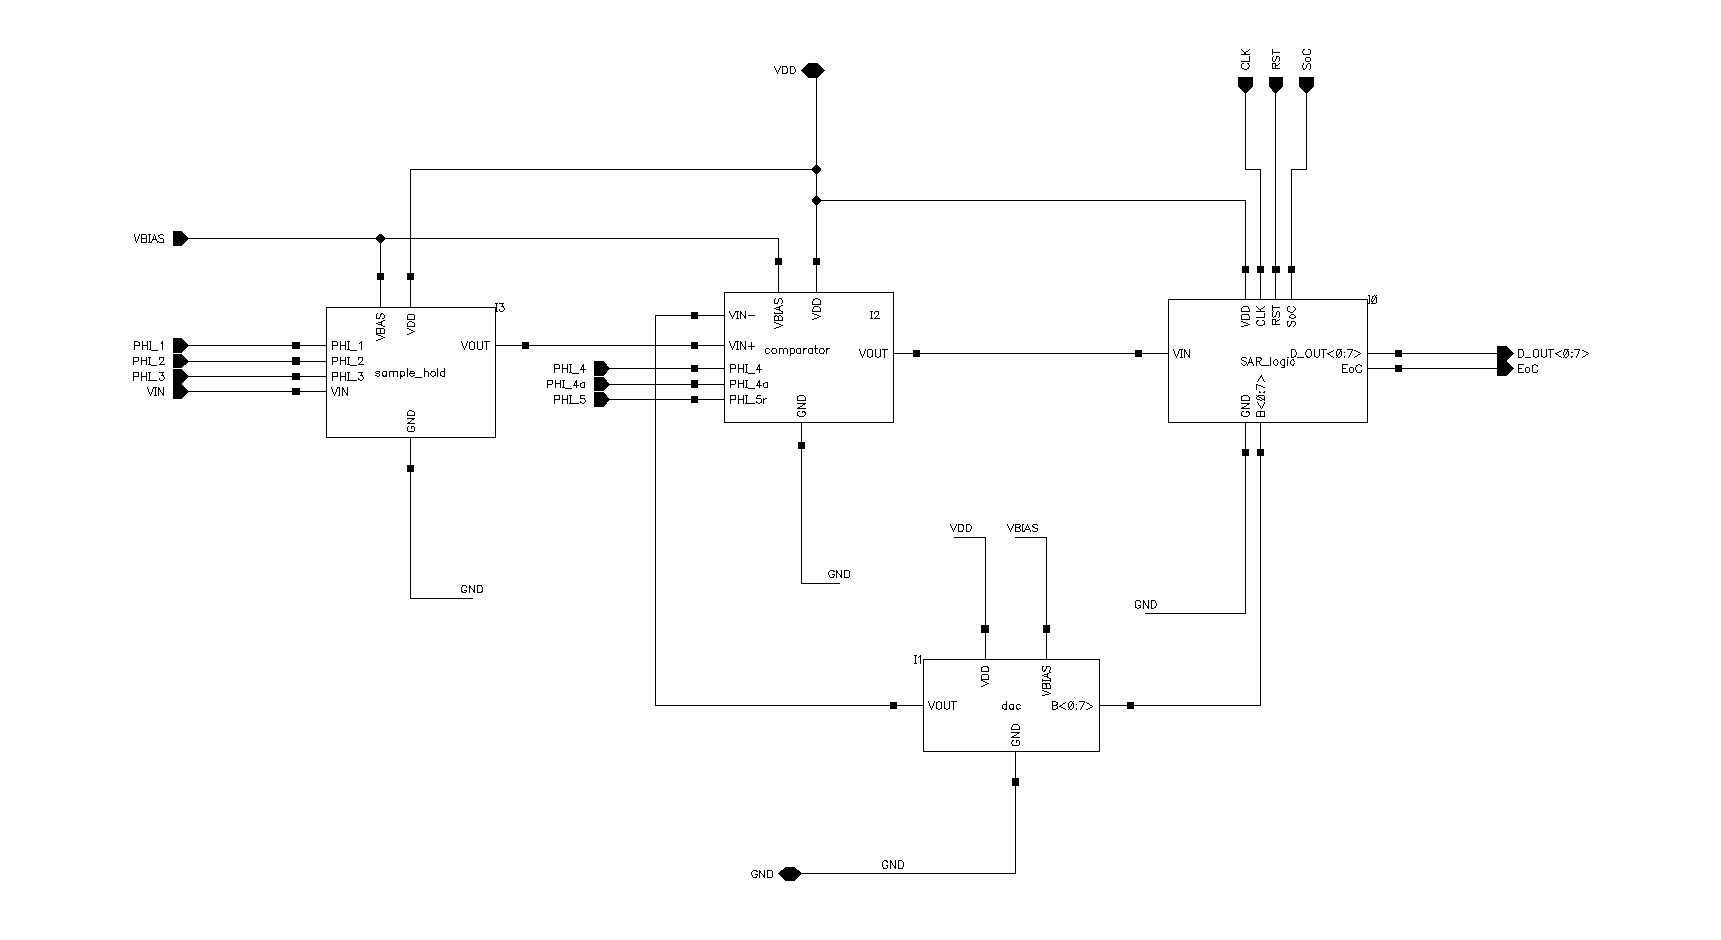 CLK
RST
SoC
VDD
VBIAS
I3
VBAS
VDD
PHI_1
PHI_2
PHI_3
VIN
PHI_1
PHI_2
PHI_3
VIN
VOUT
sample_hold
GND
GND
VIN-
VIN+
VBIAS
VDD
I2
comparator
VOUT
PHI_4
PHI_4a
PHI_5
PHI_4
PHI_4a
PHI_5r
GND
GND
I0
VDD
CLK
RST
SoC
VIN
D_OUT<0:7>
SAR_logic
EoC
GND
B<0:7>
D_OUT<0:7>
EoC
GND
VDD
VBIAS
I1
VDD
VBIAS
VOUT
dac
B<0:7>
GND
GND
GND